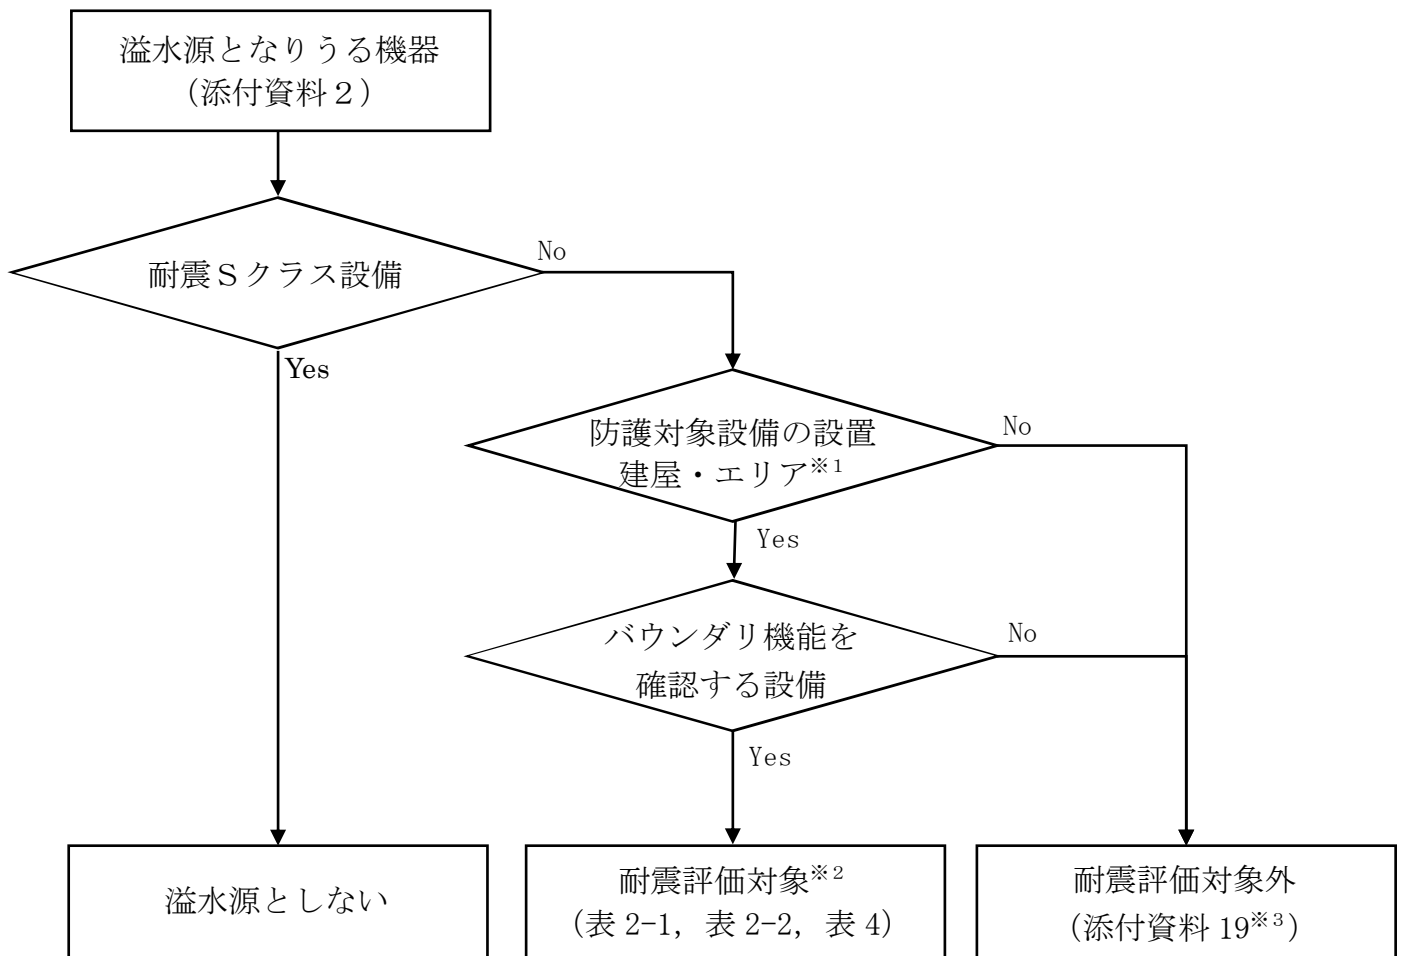 溢水源となりうる機器
（添付資料２）
耐震Ｓクラス設備
No
Yes
防護対象設備の設置
建屋・エリア※1
No
Yes
バウンダリ機能を
確認する設備
No
Yes
溢水源としない
耐震評価対象※2
（表 2-1，表 2-2，表 4）
耐震評価対象外
（添付資料 19※3）